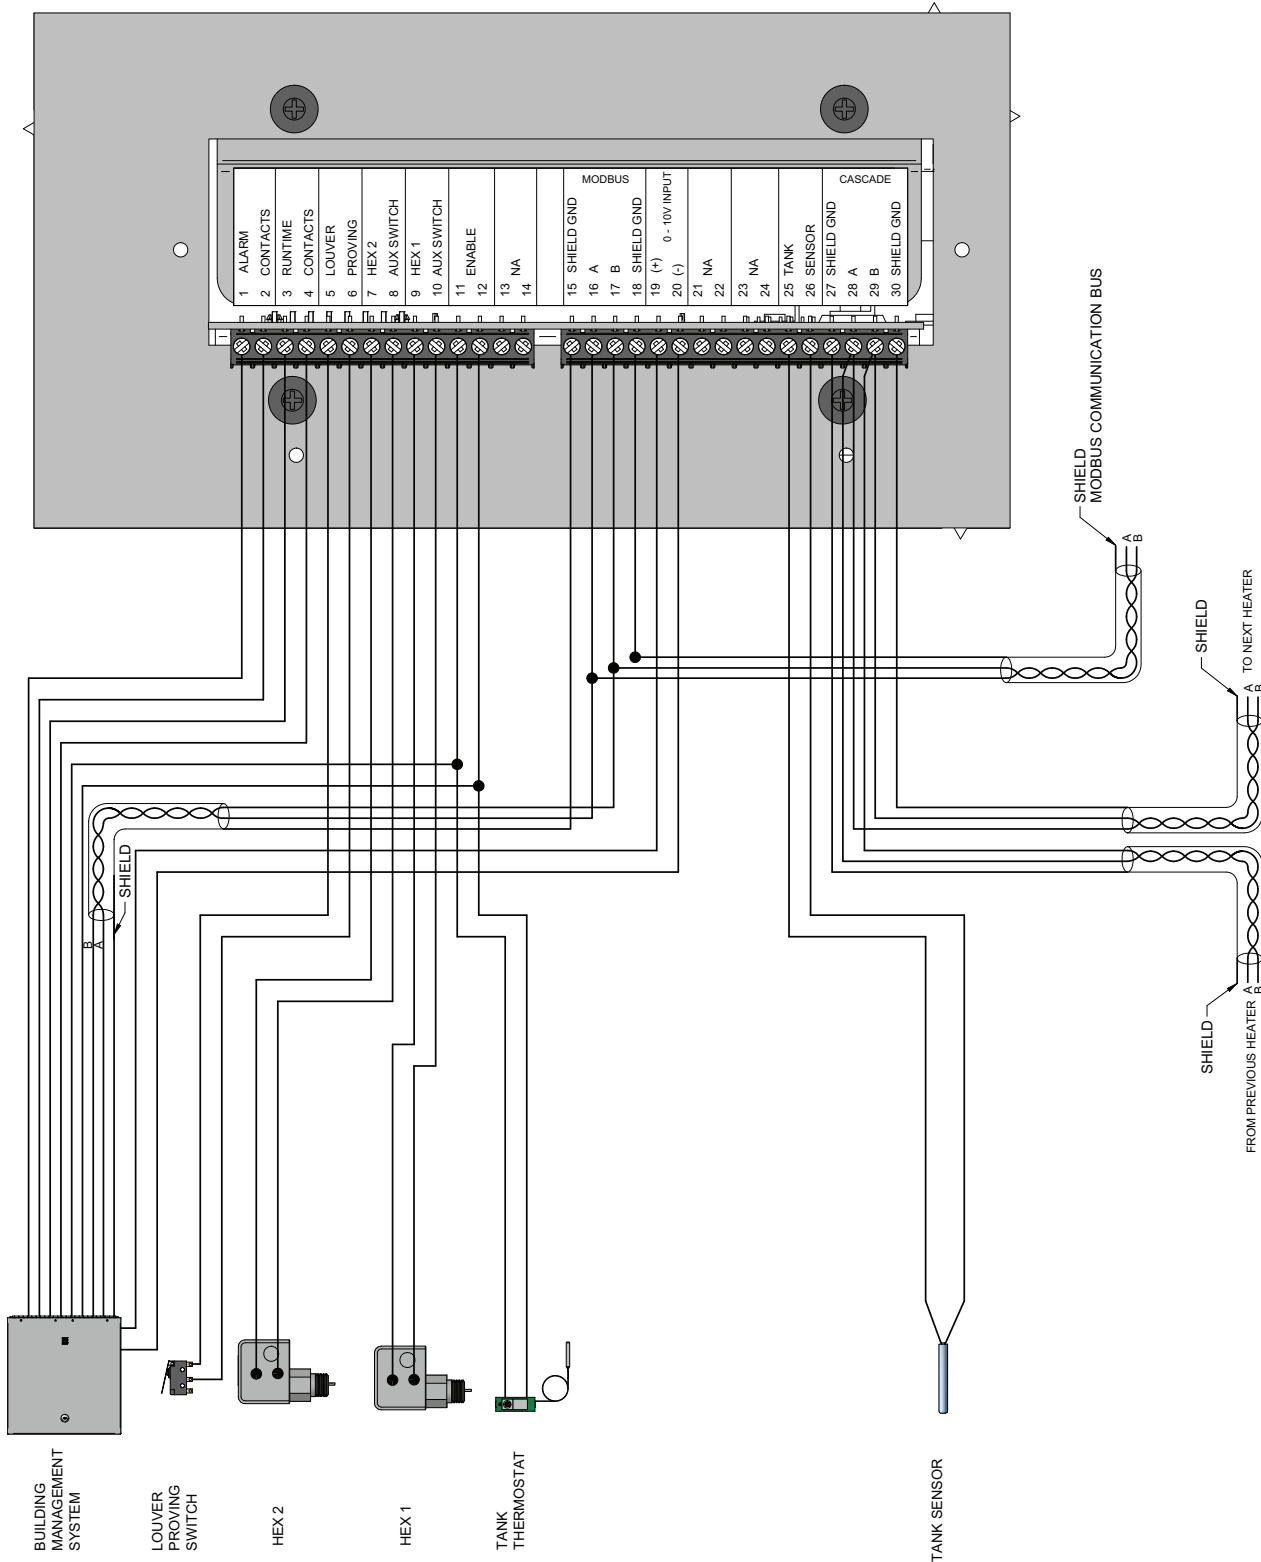 1 ALARM
2 CONTACTS
3 RUNTIME
4 CONTACTS
5 LOUVER
6 PROVING
7 HEX 2
8 AUX SWITCH
9 HEX 1
10 AUX SWITCH
11
ENABLE
12
13
NA
14
MODBUS
15 SHIELD GND
16 A
17 B
18 SHIELD GND
19 (+)
0 - 10V INPUT
20 (-)
21
NA
22
23
NA
24
25 TANK
26 SENSOR
CASCADE
27 SHIELD GND
28 A
29 B
30 SHIELD GND
A A
A A
SHIELD
MODBUS COMMUNICATION BUS
A
B
SHIELD
A TO NEXT HEATER
B
SHIELD
B
A
SHIELD
FROM PREVIOUS HEATER A
B
BUILDING
MANAGEMENT
SYSTEM
LOUVER
PROVING
SWITCH
HEX 2
HEX 1
TANK
THERMOSTAT
TANK SENSOR